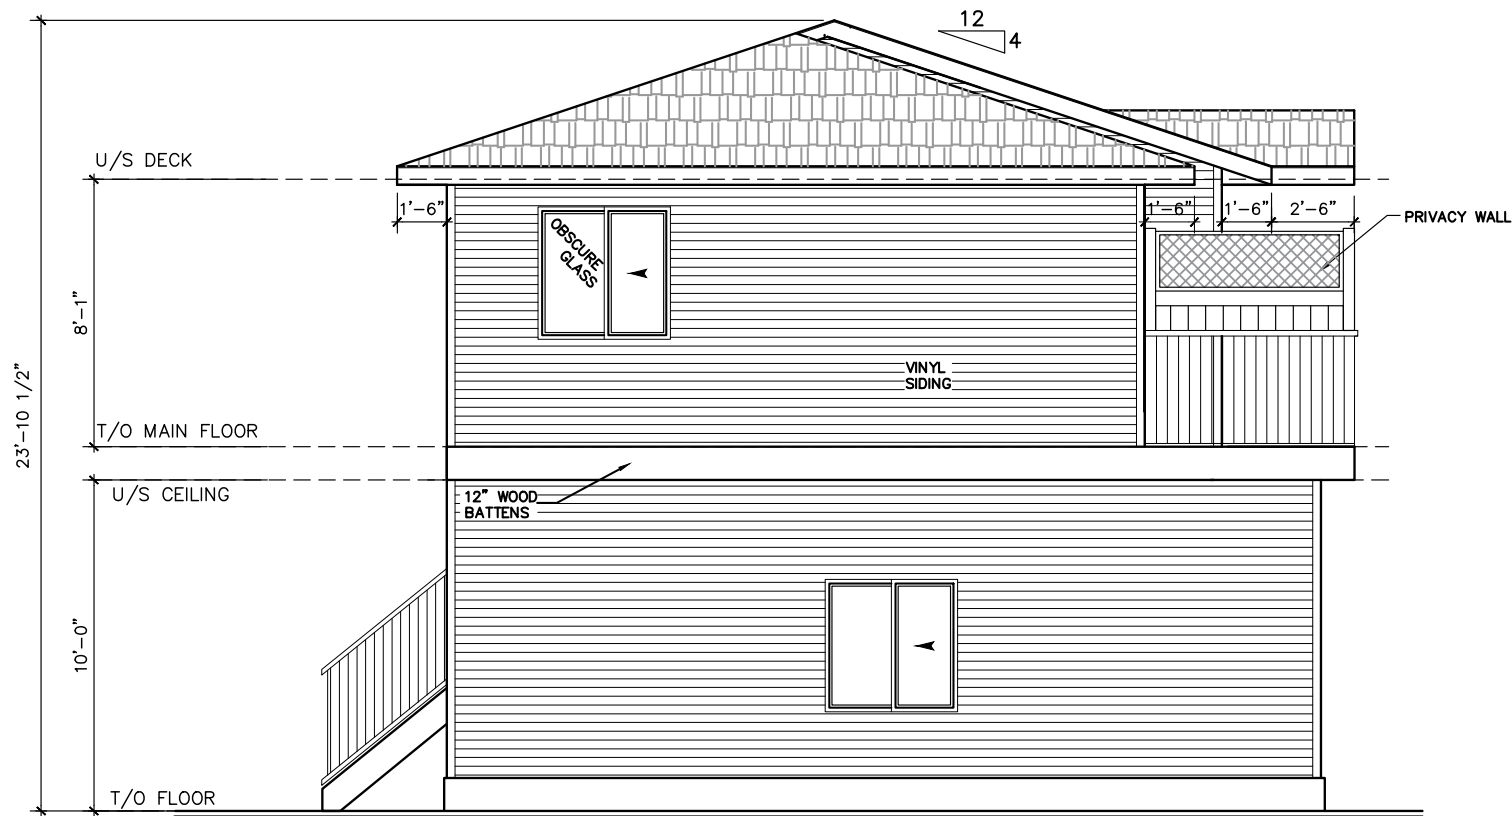 12
4
U/S DECK
1'-6"
1'-6"
1'-6"
2'-6"
PRIVACY WALL
OBSCURE
GLASS
8'-1"
23'-10 1/2"
VINYL
SIDING
T/O MAIN FLOOR
U/S CEILING
12" WOOD
BATTENS
10'-0"
T/O FLOOR